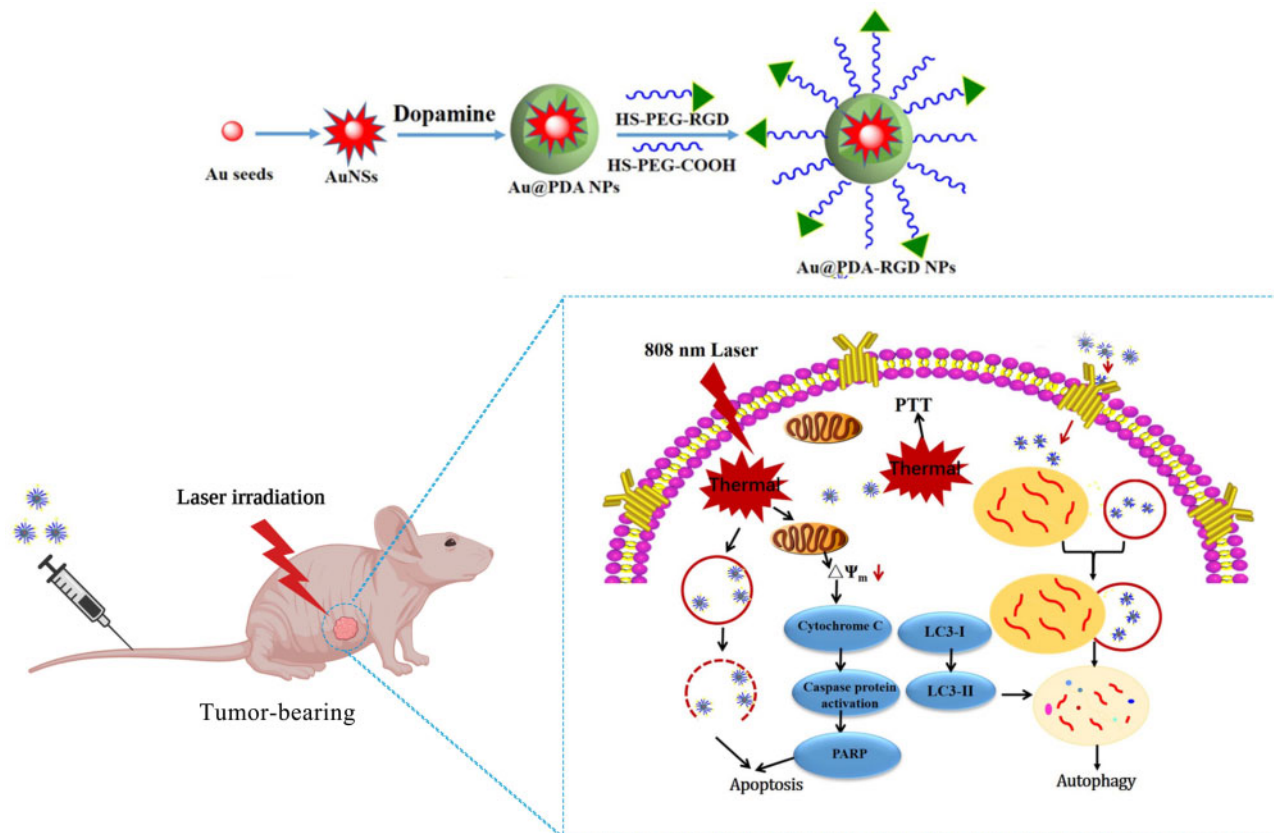 Dopamine
HS-PEG-RGD
HS-PEG-COOH
Au seeds
AuNSs
Au@PDA NPs
Au@PDA-RGD NPs
808 nm Laser
PTT
Thermal
Thermal
Laser irradiation
△Ψm
Cytochrome C
LC3-I
Caspase protein
activation
LC3-II
PARP
Tumor-bearing
Apoptosis
Autophagy